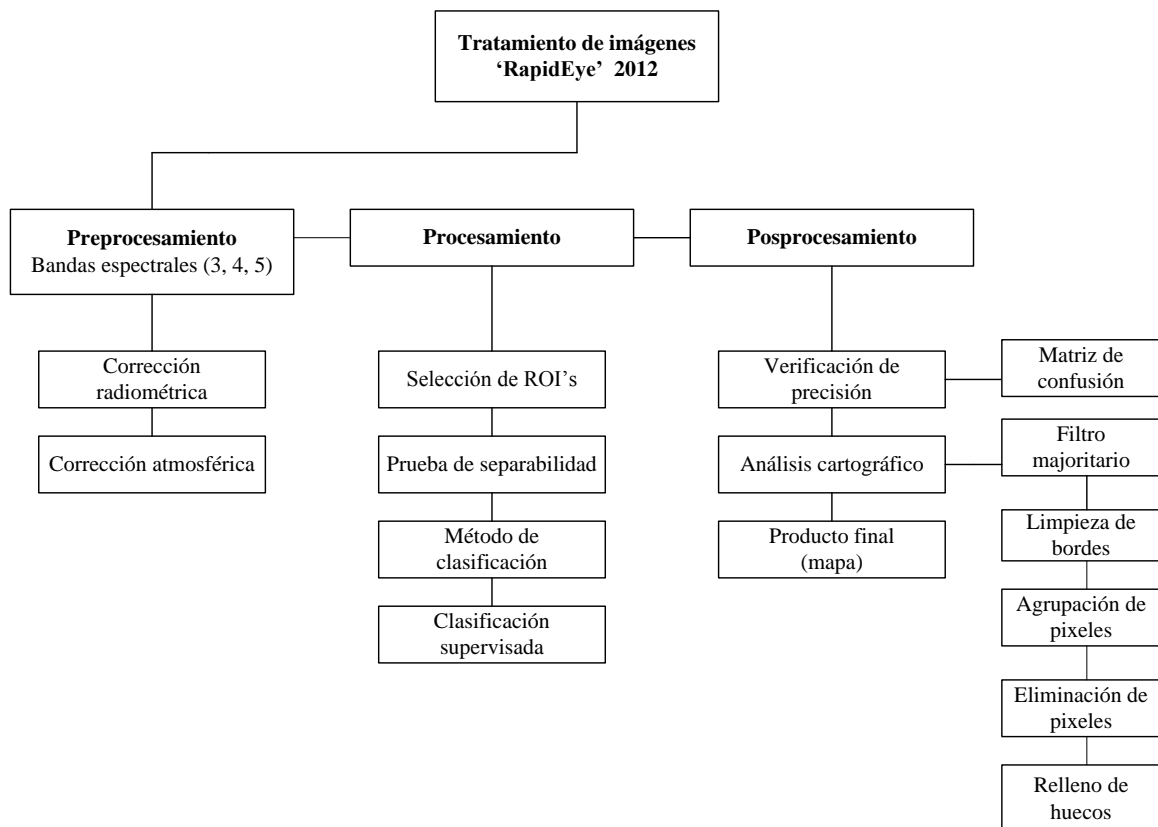 Tratamiento de imágenes
‘RapidEye’ 2012
Preprocesamiento
Bandas espectrales (3, 4, 5)
Procesamiento
Posprocesamiento
Corrección
radiométrica
Corrección atmosférica
Selección de ROI’s
Prueba de separabilidad
Método de
clasificación
Clasificación
supervisada
Verificación de
precisión
Análisis cartográfico
Producto final
(mapa)
Matriz de
confusión
Filtro
majoritario
Limpieza de
bordes
Agrupación de
pixeles
Eliminación de
pixeles
Relleno de
huecos